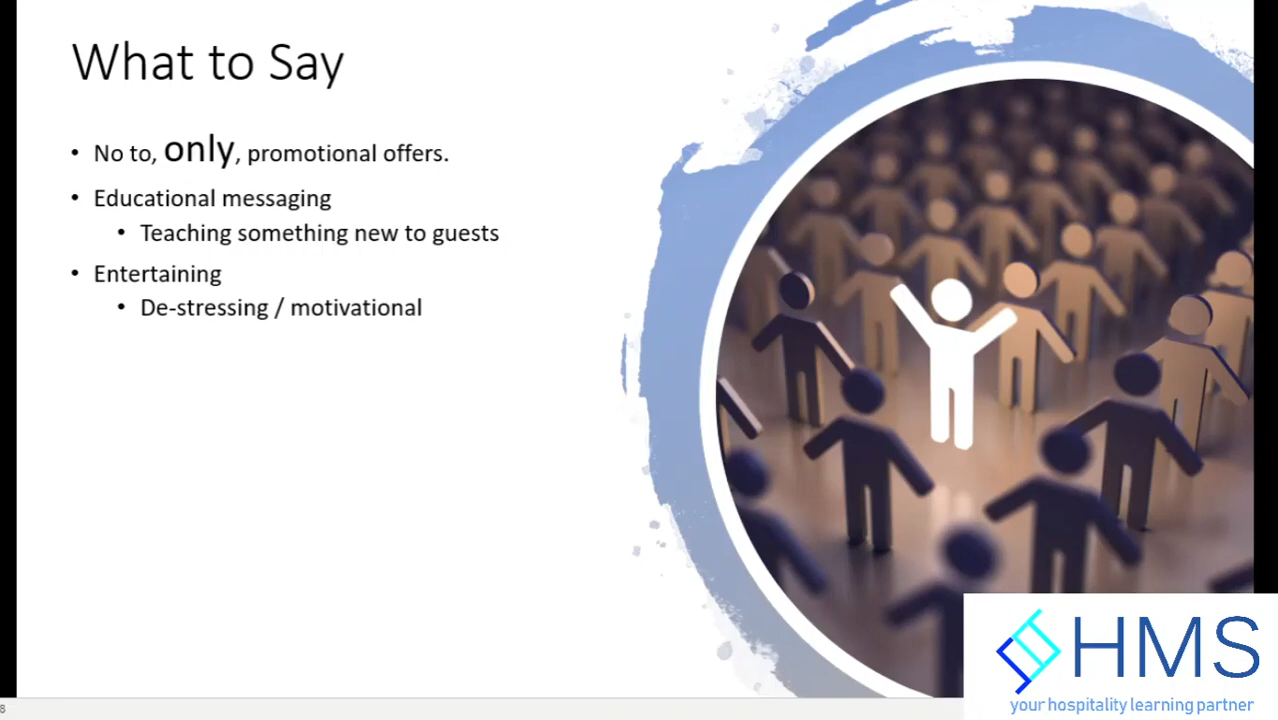 What to Say
• No to, only, promotional offers.
• Educational messaging
• Teaching something new to guests
• Entertaining
• De-stressing / motivational
HMS
your hospitality learning partner
8